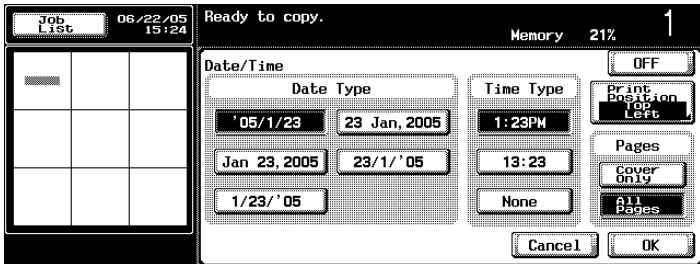 Job
List
06/22/05
15:24
Ready to copy.
Memory 21% 1
Date/Time
OFF
Date Type
Time Type
Print
Position
Top
Left
'05/1/23
23 Jan,2005
1:23PM
Pages
Jan 23,2005
23/1/'05
13:23
Cover
Only
1/23/'05
None
All
Pages
Cancel
OK